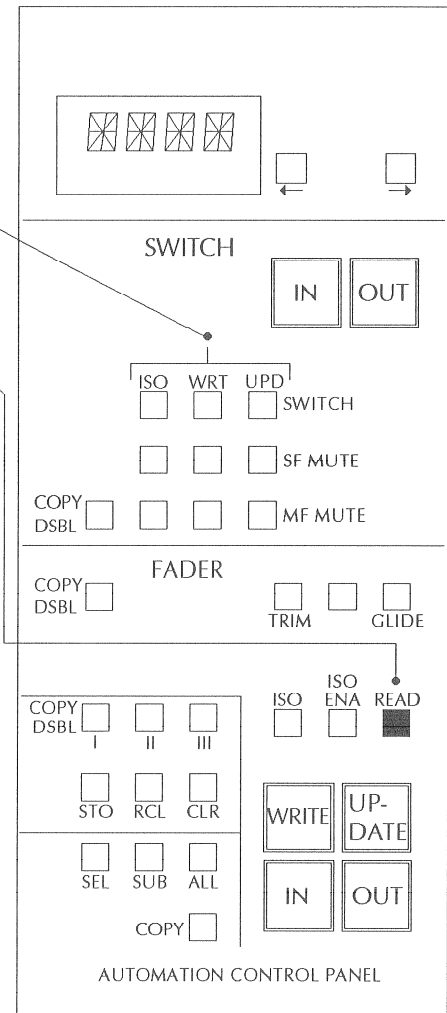 ← →
SWITCH
IN OUT
ISO WRT UPD
SWITCH
SF MUTE
COPY
DSBL
MF MUTE
FADER
COPY
DSBL
TRIM GLIDE
ISO
ISO
ENA
READ
COPY
DSBL
I II III
STO RCL CLR
WRITE
UP-
DATE
SEL SUB ALL
IN OUT
COPY
AUTOMATION CONTROL PANEL